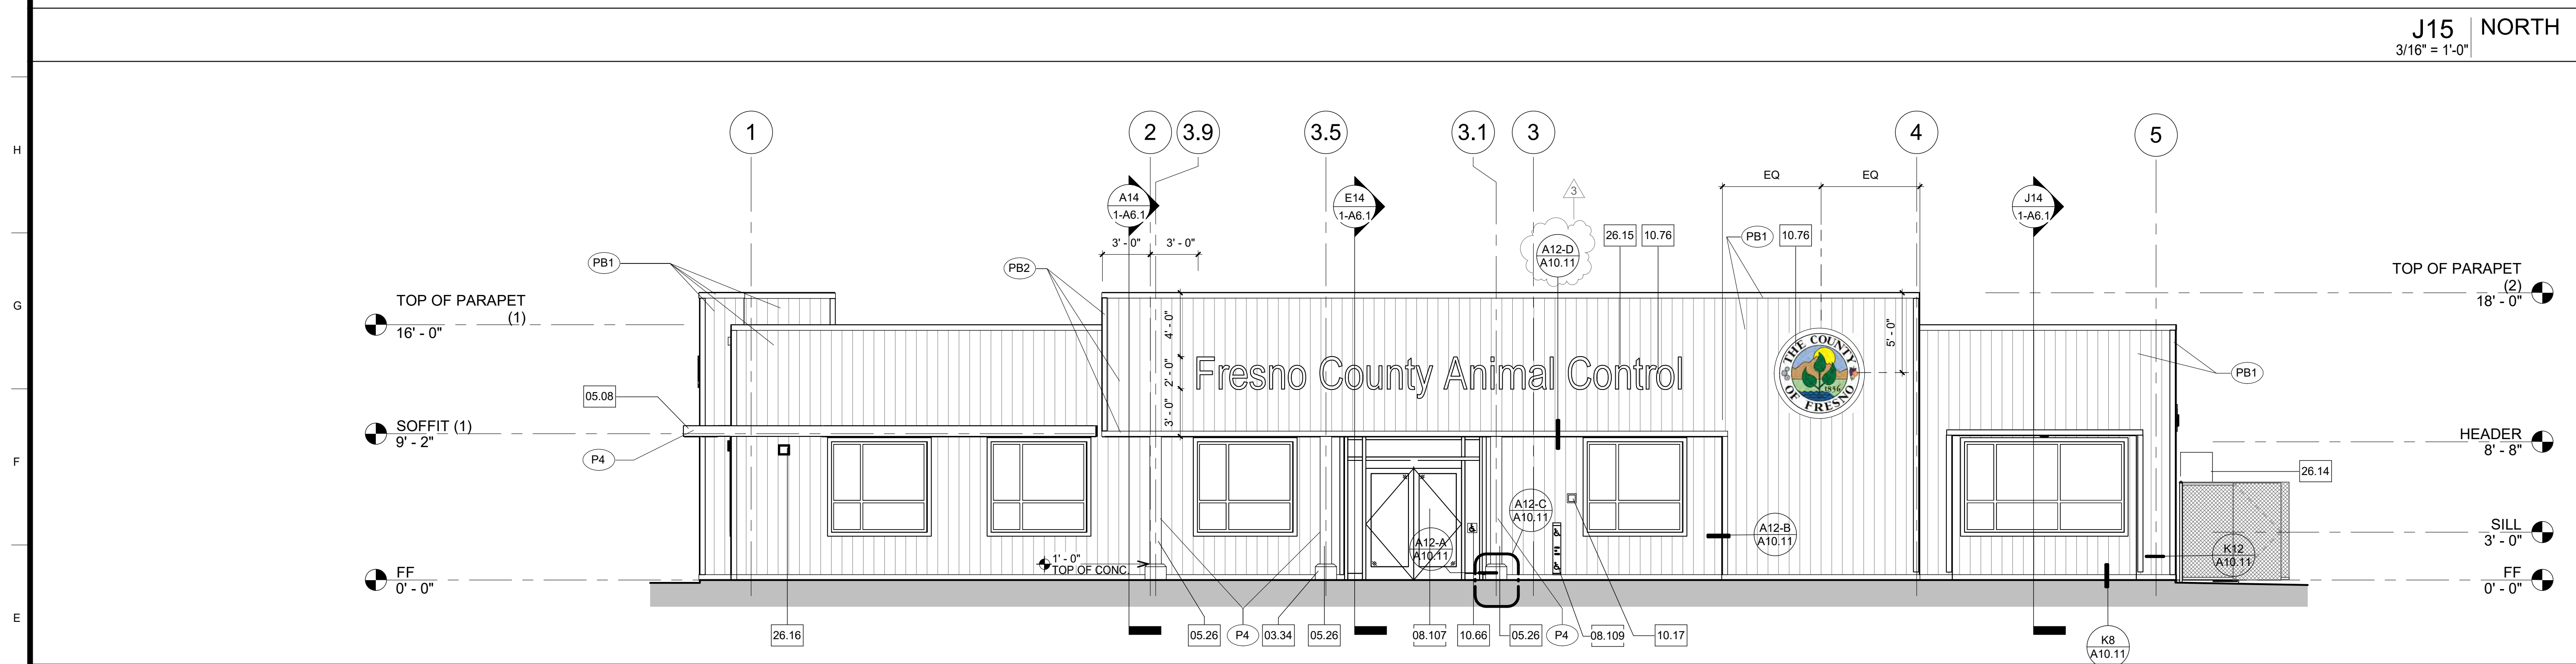 J15 NORTH
3/16" = 1'-0"
H
G
F
E
1
2
3.9
3.5
3.1
3
4
5
A14
1-A6.1
E14
1-A6.1
J14
1-A6.1
3
EQ
EQ
3' - 0"
3' - 0"
A12-D
A10.11
26.15
10.76
PB1
10.76
PB1
PB2
TOP OF PARAPET
(1)
16' - 0"
TOP OF PARAPET
(2)
18' - 0"
4' - 0"
2' - 0"
3' - 0"
5' - 0"
Fresno County Animal Control
THE COUNTY
OF FRESNO
1856
PB1
05.08
SOFFIT (1)
9' - 2"
P4
HEADER
8' - 8"
26.14
A12-C
A10.11
A12-A
A10.11
A12-B
A10.11
K12
A10.11
SILL
3' - 0"
1' - 0"
TOP OF CONC.
FF
0' - 0"
FF
0' - 0"
26.16
05.26
P4
03.34
05.26
08.107
10.66
05.26
P4
08.109
10.17
K8
A10.11